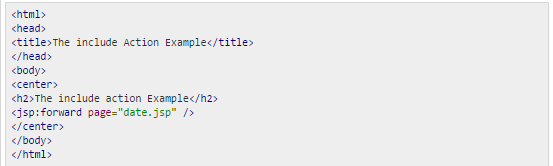 <html>
<head>
<title>The include Action Example</title>
</head>
<body>
<center>
<h2>The include action Example</h2>
<jsp:forward page="date.jsp" />
</center>
</body>
</html>